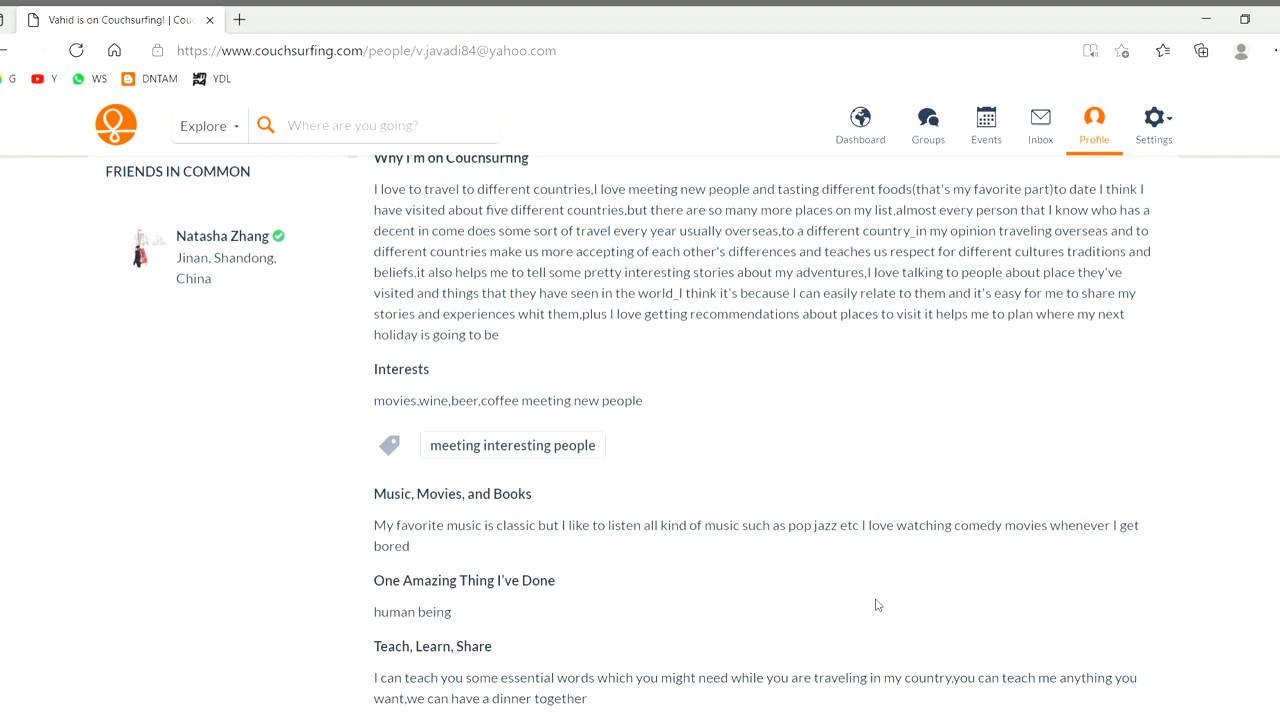 Vahid is on Couchsurfing! | Cou
https://www.couchsurfing.com/people/v.javadi84@yahoo.com
G Y WS DNTAM YDL
Explore
Where are you going?
Dashboard Groups Events Inbox Profile Settings
FRIENDS IN COMMON
Natasha Zhang
Jinan, Shandong,
China
Why I'm on Couchsurfing
I love to travel to different countries,I love meeting new people and tasting different foods(that's my favorite part)to date I think I
have visited about five different countries,but there are so many more places on my list,almost every person that I know who has a
decent in come does some sort of travel every year usually overseas,to a different country_in my opinion traveling overseas and to
different countries make us more accepting of each other's differences and teaches us respect for different cultures traditions and
beliefs,it also helps me to tell some pretty interesting stories about my adventures,I love talking to people about place they've
visited and things that they have seen in the world_I think it's because I can easily relate to them and it's easy for me to share my
stories and experiences whit them,plus I love getting recommendations about places to visit it helps me to plan where my next
holiday is going to be
Interests
movies,wine,beer,coffee meeting new people
meeting interesting people
Music, Movies, and Books
My favorite music is classic but I like to listen all kind of music such as pop jazz etc I love watching comedy movies whenever I get
bored
One Amazing Thing I've Done
human being
Teach, Learn, Share
I can teach you some essential words which you might need while you are traveling in my country,you can teach me anything you
want,we can have a dinner together